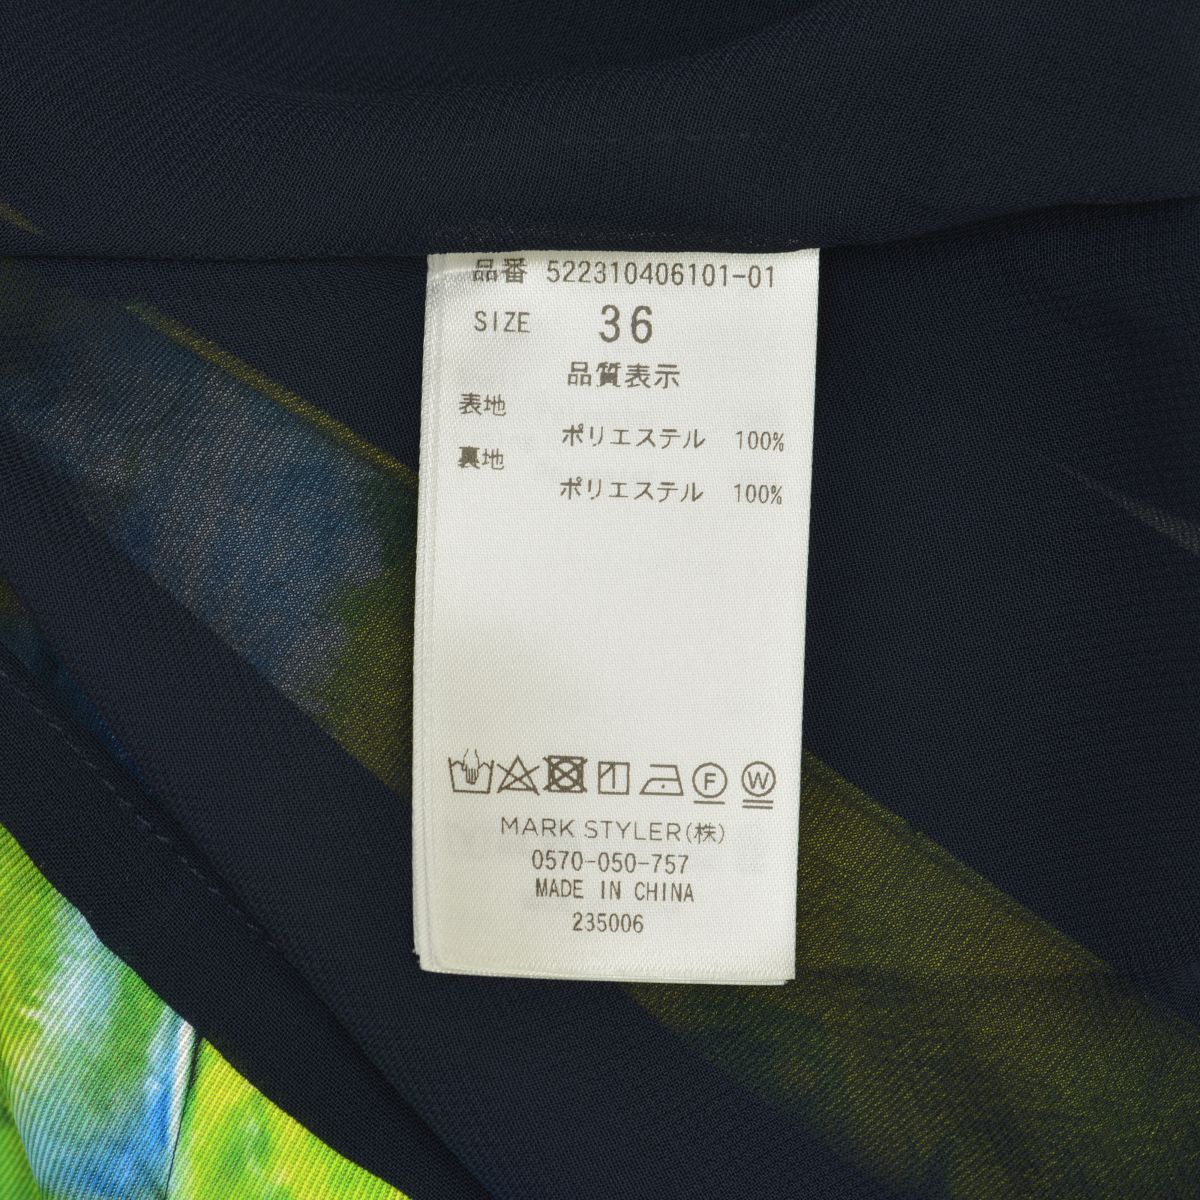 品番 522310406101-01
SIZE 36
品質表示
表地
ポリエステル 100%
裏地
ポリエステル 100%
F W
MARK STYLER(株)
0570-050-757
MADE IN CHINA
235006